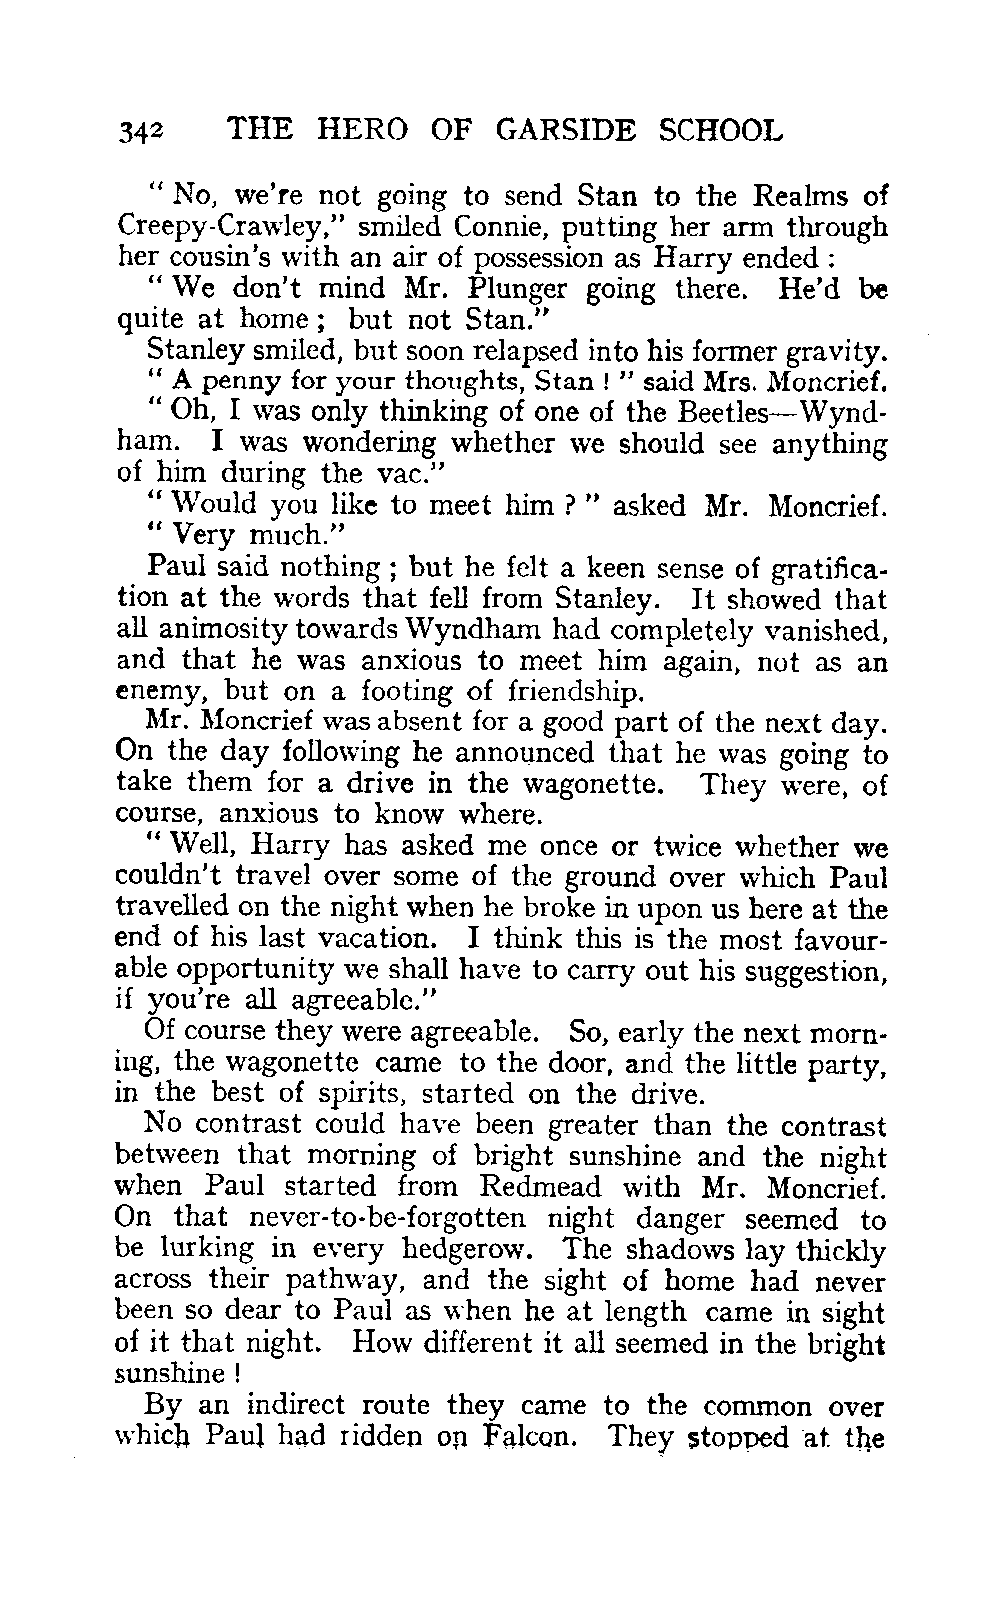 342 THE HERO OF GARSIDE SCHOOL
“ No, we're not going to send Stan to the Realms of
Creepy-Crawley,” smiled Connie, putting her arm through
her cousin's with an air of possession as Harry ended :
“ We don't mind Mr. Plunger going there. He'd be
quite at home ; but not Stan.”
Stanley smiled, but soon relapsed into his former gravity.
“ A penny for your thoughts, Stan ! ” said Mrs. Moncrief.
“ Oh, I was only thinking of one of the Beetles—Wynd-
ham. I was wondering whether we should see anything
of him during the vac.”
“ Would you like to meet him ? ” asked Mr. Moncrief.
“ Very much.”
Paul said nothing ; but he felt a keen sense of gratifica-
tion at the words that fell from Stanley. It showed that
all animosity towards Wyndham had completely vanished,
and that he was anxious to meet him again, not as an
enemy, but on a footing of friendship.
Mr. Moncrief was absent for a good part of the next day.
On the day following he announced that he was going to
take them for a drive in the wagonette. They were, of
course, anxious to know where.
“ Well, Harry has asked me once or twice whether we
couldn't travel over some of the ground over which Paul
travelled on the night when he broke in upon us here at the
end of his last vacation. I think this is the most favour-
able opportunity we shall have to carry out his suggestion,
if you're all agreeable.”
Of course they were agreeable. So, early the next morn-
ing, the wagonette came to the door, and the little party,
in the best of spirits, started on the drive.
No contrast could have been greater than the contrast
between that morning of bright sunshine and the night
when Paul started from Redmead with Mr. Moncrief.
On that never-to-be-forgotten night danger seemed to
be lurking in every hedgerow. The shadows lay thickly
across their pathway, and the sight of home had never
been so dear to Paul as when he at length came in sight
of it that night. How different it all seemed in the bright
sunshine !
By an indirect route they came to the common over
which Paul had ridden on Falcon. They stopped at the